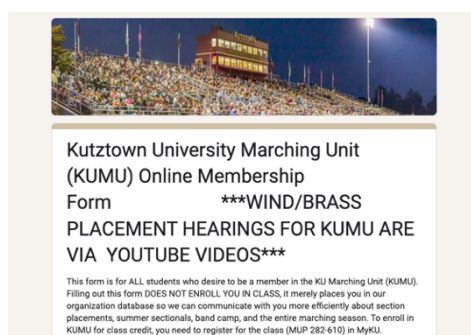 Kutztown University Marching Unit
(KUMU) Online Membership
Form ***WIND/BRASS
PLACEMENT HEARINGS FOR KUMU ARE
VIA YOUTUBE VIDEOS***
This form is for ALL students who desire to be a member in the KU Marching Unit (KUMU).
Filling out this form DOES NOT ENROLL YOU IN CLASS, it merely places you in our
organization database so we can communicate with you more efficiently about section
placements, summer sectionals, band camp, and the entire marching season. To enroll in
KUMU for class credit, you need to register for the class (MUP 282-610) in MyKU.